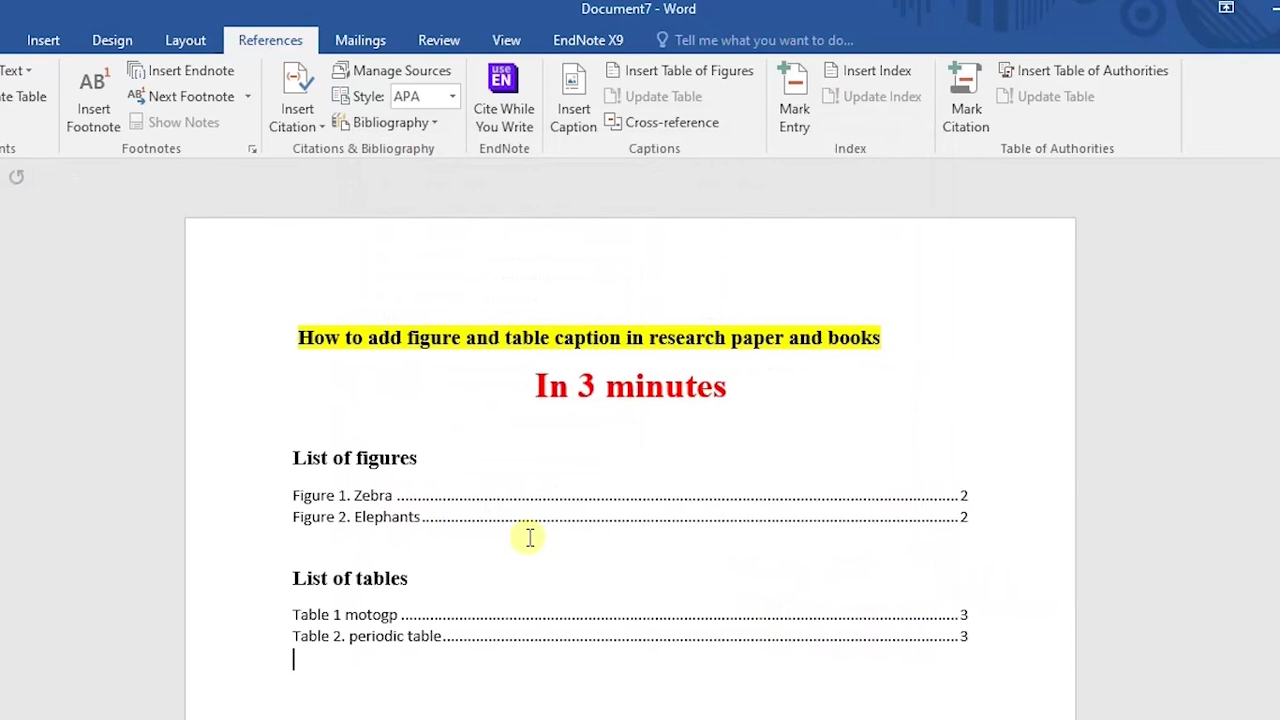 Document7 - Word
Insert Design Layout References Mailings Review View EndNote X9 Tell me what you want to do...
Text
te Table
nts
AB1
Insert Footnote
Insert Endnote
Next Footnote
Show Notes
Footnotes
Insert Citation
Manage Sources
Style: APA
Bibliography
Citations & Bibliography
use
EN
Cite While You Write
EndNote
Insert Caption
Insert Table of Figures
Update Table
Cross-reference
Captions
Mark Entry
Insert Index
Update Index
Index
Mark Citation
Insert Table of Authorities
Update Table
Table of Authorities
How to add figure and table caption in research paper and books
In 3 minutes
List of figures
Figure 1. Zebra ........ 2
Figure 2. Elephants........ 2
List of tables
Table 1 motogp ........ 3
Table 2. periodic table........ 3